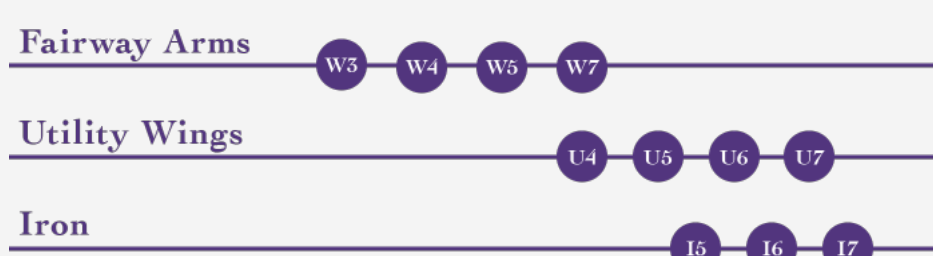 Fairway Arms
W3 W4 W5 W7
Utility Wings
U4 U5 U6 U7
Iron
I5 I6 I7